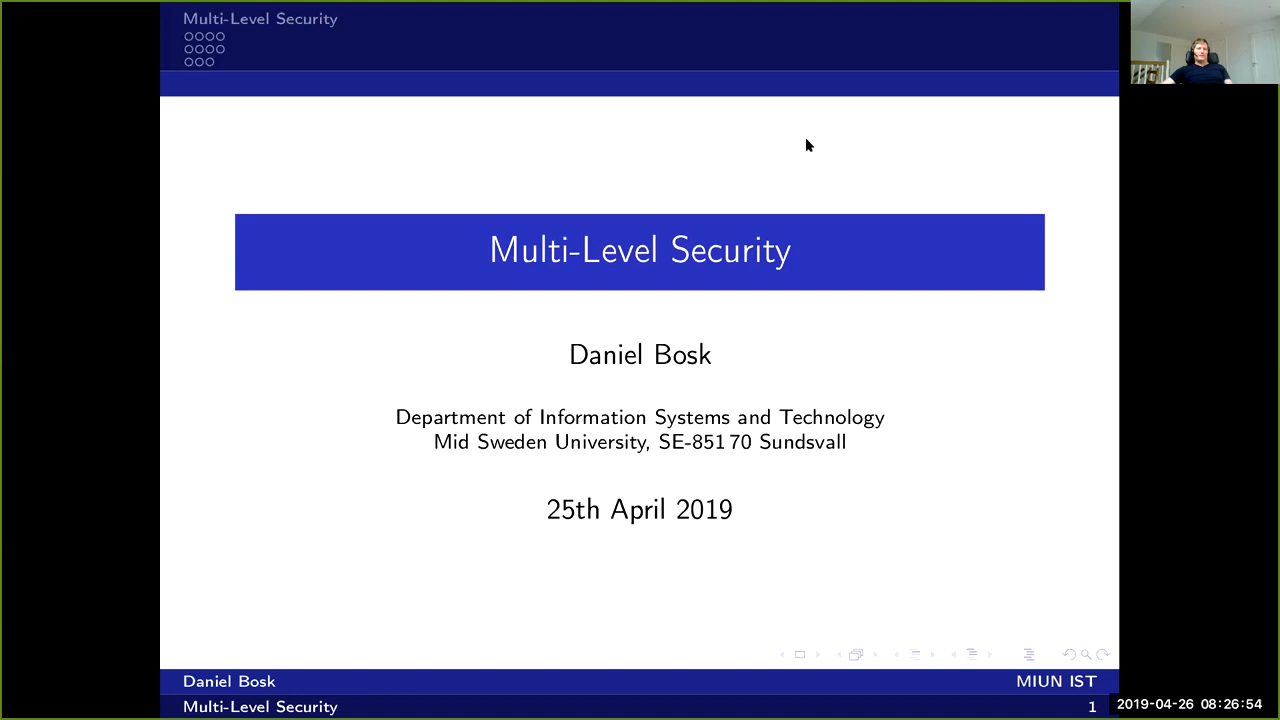 Multi-Level Security
Multi-Level Security
Daniel Bosk
Department of Information Systems and Technology
Mid Sweden University, SE-851 70 Sundsvall
25th April 2019
Daniel Bosk MIUN IST
Multi-Level Security 1
2019-04-26 08:26:54